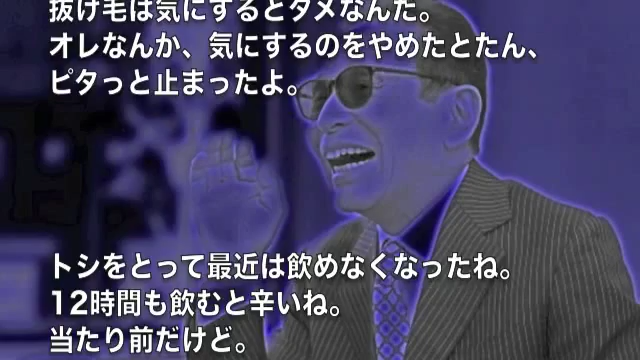 抜け毛は気にするとダメなんだ。
オレなんか、気にするのをやめたとたん、
ピタっと止まったよ。
トシをとって最近は飲めなくなったね。
12時間も飲むと辛いね。
当たり前だけど。